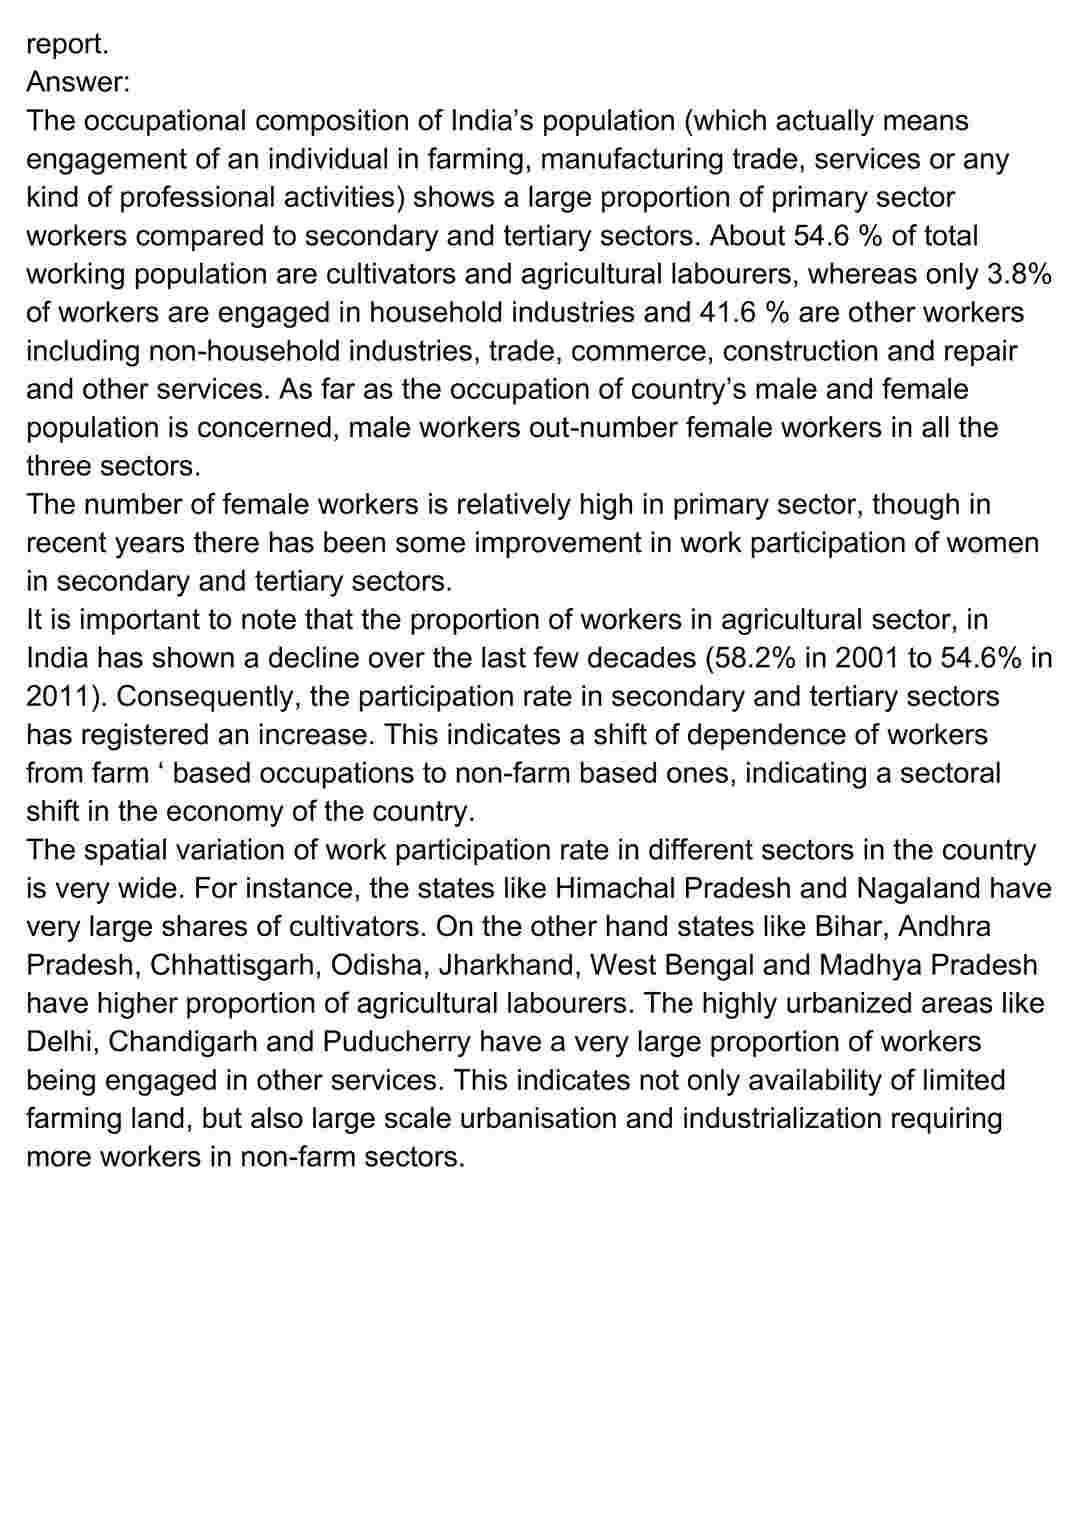 report.
Answer:
The occupational composition of India’s population (which actually means
engagement of an individual in farming, manufacturing trade, services or any
kind of professional activities) shows a large proportion of primary sector
workers compared to secondary and tertiary sectors. About 54.6 % of total
working population are cultivators and agricultural labourers, whereas only 3.8%
of workers are engaged in household industries and 41.6 % are other workers
including non-household industries, trade, commerce, construction and repair
and other services. As far as the occupation of country’s male and female
population is concerned, male workers out-number female workers in all the
three sectors.
The number of female workers is relatively high in primary sector, though in
recent years there has been some improvement in work participation of women
in secondary and tertiary sectors.
It is important to note that the proportion of workers in agricultural sector, in
India has shown a decline over the last few decades (58.2% in 2001 to 54.6% in
2011). Consequently, the participation rate in secondary and tertiary sectors
has registered an increase. This indicates a shift of dependence of workers
from farm ‘ based occupations to non-farm based ones, indicating a sectoral
shift in the economy of the country.
The spatial variation of work participation rate in different sectors in the country
is very wide. For instance, the states like Himachal Pradesh and Nagaland have
very large shares of cultivators. On the other hand states like Bihar, Andhra
Pradesh, Chhattisgarh, Odisha, Jharkhand, West Bengal and Madhya Pradesh
have higher proportion of agricultural labourers. The highly urbanized areas like
Delhi, Chandigarh and Puducherry have a very large proportion of workers
being engaged in other services. This indicates not only availability of limited
farming land, but also large scale urbanisation and industrialization requiring
more workers in non-farm sectors.